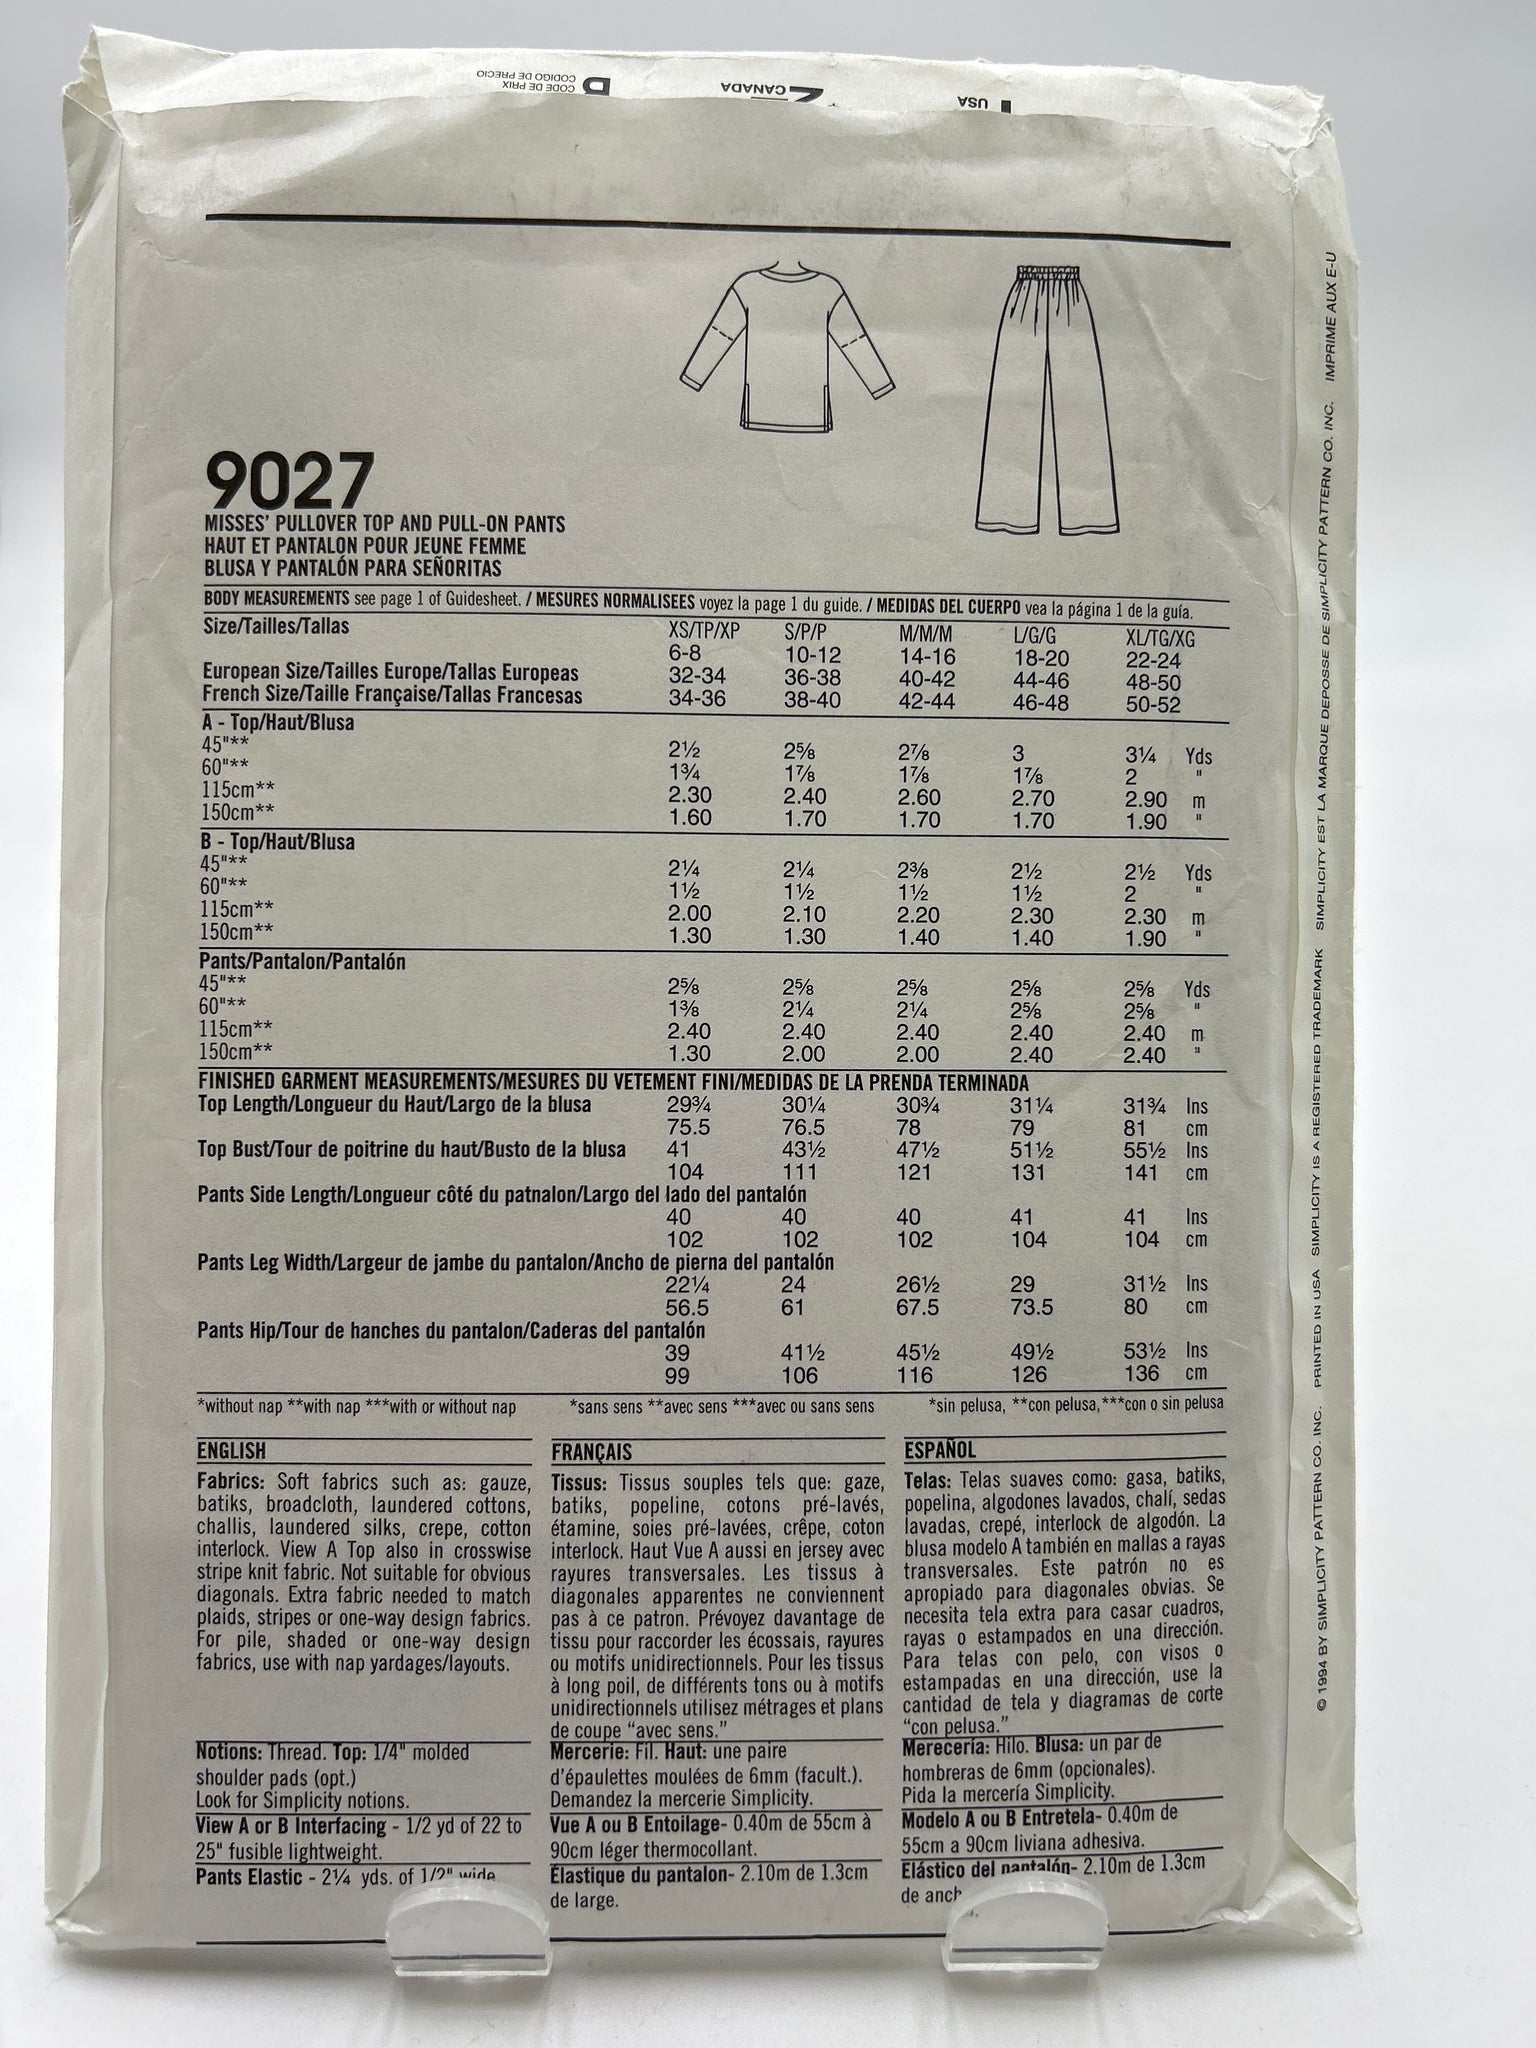 CODE DE PRIX
CODIGO DE PRECIO
B
CANADA
USA
9027
MISSES' PULLOVER TOP AND PULL-ON PANTS
HAUT ET PANTALON POUR JEUNE FEMME
BLUSA Y PANTALÓN PARA SEÑORITAS
BODY MEASUREMENTS see page 1 of Guidesheet. / MESURES NORMALISEES voyez la page 1 du guide. / MEDIDAS DEL CUERPO vea la página 1 de la guía.
Size/Tailles/Tallas XS/TP/XP S/P/P M/M/M L/G/G XL/TG/XG
6-8 10-12 14-16 18-20 22-24
European Size/Tailles Europe/Tallas Europeas 32-34 36-38 40-42 44-46 48-50
French Size/Taille Française/Tallas Francesas 34-36 38-40 42-44 46-48 50-52
A - Top/Haut/Blusa
45"** 2½ 2⅝ 2⅞ 3 3¼ Yds
60"** 1¾ 1⅞ 1⅞ 1⅞ 2 "
115cm** 2.30 2.40 2.60 2.70 2.90 m
150cm** 1.60 1.70 1.70 1.70 1.90 "
B - Top/Haut/Blusa
45"** 2¼ 2¼ 2⅜ 2½ 2½ Yds
60"** 1½ 1½ 1½ 1½ 2 "
115cm** 2.00 2.10 2.20 2.30 2.30 m
150cm** 1.30 1.30 1.40 1.40 1.90 "
Pants/Pantalon/Pantalón
45"** 2⅝ 2⅝ 2⅝ 2⅝ 2⅝ Yds
60"** 1⅜ 2¼ 2¼ 2⅝ 2⅝ "
115cm** 2.40 2.40 2.40 2.40 2.40 m
150cm** 1.30 2.00 2.00 2.40 2.40 "
FINISHED GARMENT MEASUREMENTS/MESURES DU VETEMENT FINI/MEDIDAS DE LA PRENDA TERMINADA
Top Length/Longueur du Haut/Largo de la blusa 29¾ 30¼ 30¾ 31¼ 31¾ Ins
75.5 76.5 78 79 81 cm
Top Bust/Tour de poitrine du haut/Busto de la blusa 41 43½ 47½ 51½ 55½ Ins
104 111 121 131 141 cm
Pants Side Length/Longueur côté du patnalon/Largo del lado del pantalón
40 40 40 41 41 Ins
102 102 102 104 104 cm
Pants Leg Width/Largeur de jambe du pantalon/Ancho de pierna del pantalón
22¼ 24 26½ 29 31½ Ins
56.5 61 67.5 73.5 80 cm
Pants Hip/Tour de hanches du pantalon/Caderas del pantalón
39 41½ 45½ 49½ 53½ Ins
99 106 116 126 136 cm
*without nap **with nap ***with or without nap *sans sens **avec sens ***avec ou sans sens *sin pelusa, **con pelusa,***con o sin pelusa
ENGLISH
Fabrics: Soft fabrics such as: gauze,
batiks, broadcloth, laundered cottons,
challis, laundered silks, crepe, cotton
interlock. View A Top also in crosswise
stripe knit fabric. Not suitable for obvious
diagonals. Extra fabric needed to match
plaids, stripes or one-way design fabrics.
For pile, shaded or one-way design
fabrics, use with nap yardages/layouts.
Notions: Thread. Top: 1/4" molded
shoulder pads (opt.)
Look for Simplicity notions.
View A or B Interfacing - 1/2 yd of 22 to
25" fusible lightweight.
Pants Elastic - 2¼ yds. of 1/2" wide
FRANÇAIS
Tissus: Tissus souples tels que: gaze,
batiks, popeline, cotons pré-lavés,
étamine, soies pré-lavées, crêpe, coton
interlock. Haut Vue A aussi en jersey avec
rayures transversales. Les tissus à
diagonales apparentes ne conviennent
pas à ce patron. Prévoyez davantage de
tissu pour raccorder les écossais, rayures
ou motifs unidirectionnels. Pour les tissus
à long poil, de différents tons ou à motifs
unidirectionnels utilisez métrages et plans
de coupe "avec sens."
Mercerie: Fil. Haut: une paire
d'épaulettes moulées de 6mm (facult.).
Demandez la mercerie Simplicity.
Vue A ou B Entoilage- 0.40m de 55cm à
90cm léger thermocollant.
Elastique du pantalon- 2.10m de 1.3cm
de large.
ESPAÑOL
Telas: Telas suaves como: gasa, batiks,
popelina, algodones lavados, chalí, sedas
lavadas, crepé, interlock de algodón. La
blusa modelo A también en mallas a rayas
transversales. Este patrón no es
apropiado para diagonales obvias. Se
necesita tela extra para casar cuadros,
rayas o estampados en una dirección.
Para telas con pelo, con visos o
estampadas en una dirección, use la
cantidad de tela y diagramas de corte
"con pelusa."
Merecería: Hilo. Blusa: un par de
hombreras de 6mm (opcionales).
Pida la mercería Simplicity.
Modelo A ou B Entretela- 0.40m de
55cm a 90cm liviana adhesiva.
Elástico del pantalón- 2.10m de 1.3cm
de
© 1994 BY SIMPLICITY PATTERN CO. INC. PRINTED IN USA SIMPLICITY IS A REGISTERED TRADEMARK SIMPLICITY EST LA MARQUE DEPOSSE DE SIMPLICITY PATTERN CO. INC. IMPRIME AUX E-U